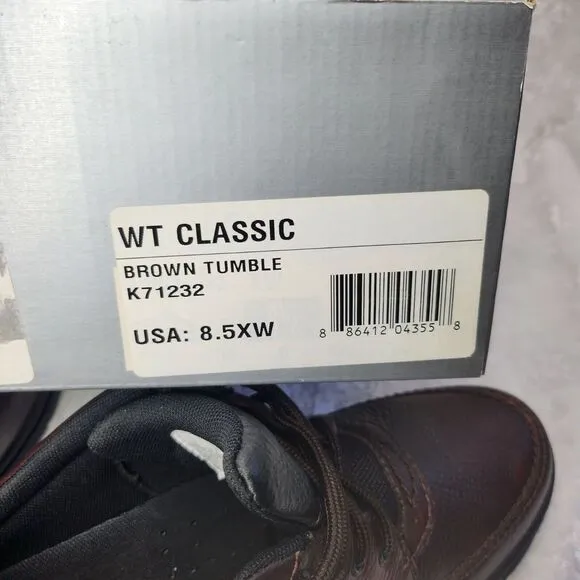 WT CLASSIC
BROWN TUMBLE
K71232
USA: 8.5XW
8 86412 04355 8